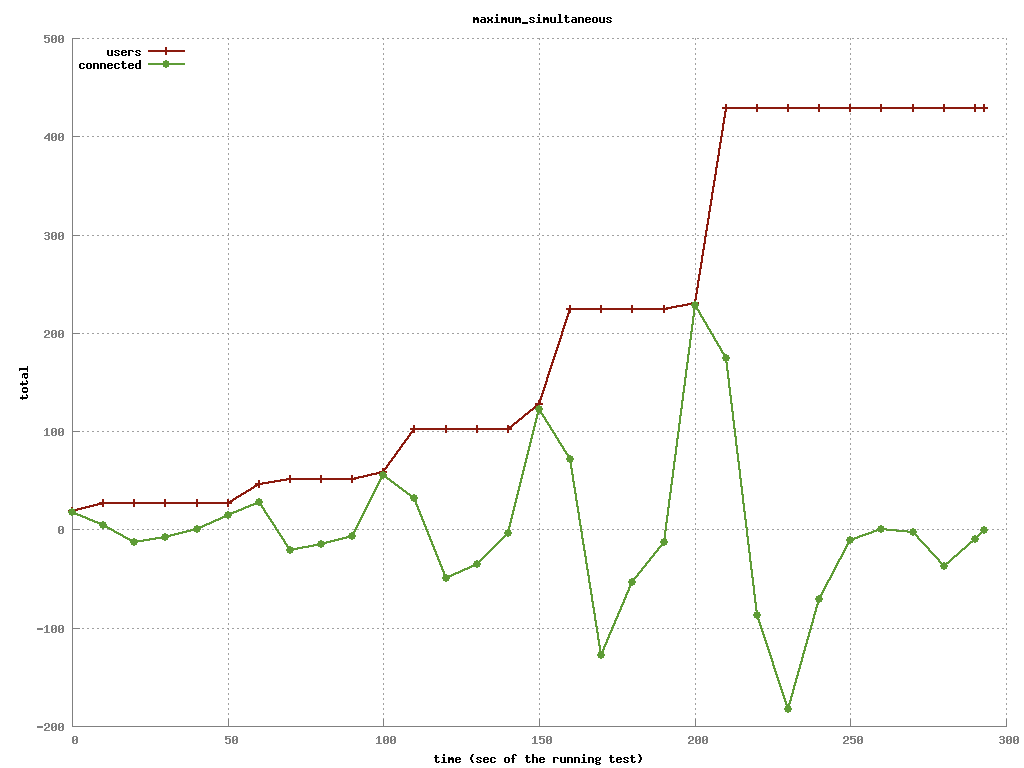 maximum_simultaneous
500
400
300
200
100
0
-100
-200
users
connected
total
0 50 100 150 200 250 300
time (sec of the running test)